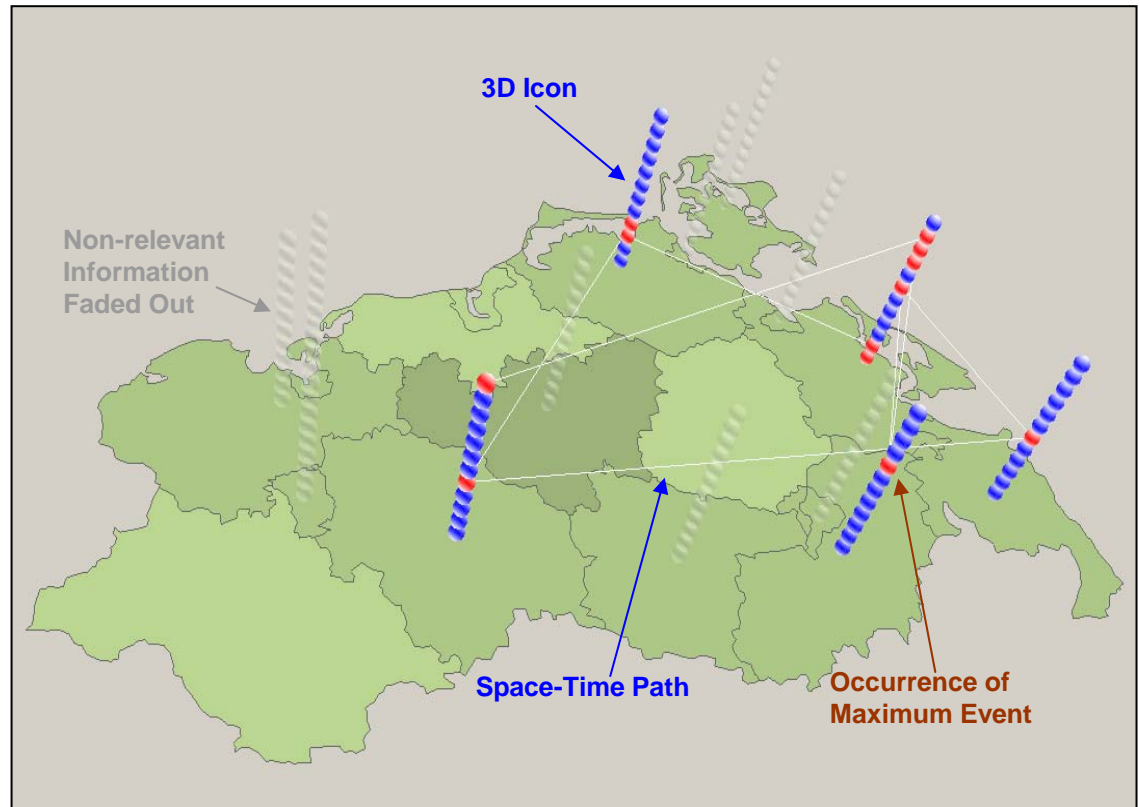 3D Icon
Non-relevant
Information
Faded Out
Space-Time Path
Occurrence of
Maximum Event